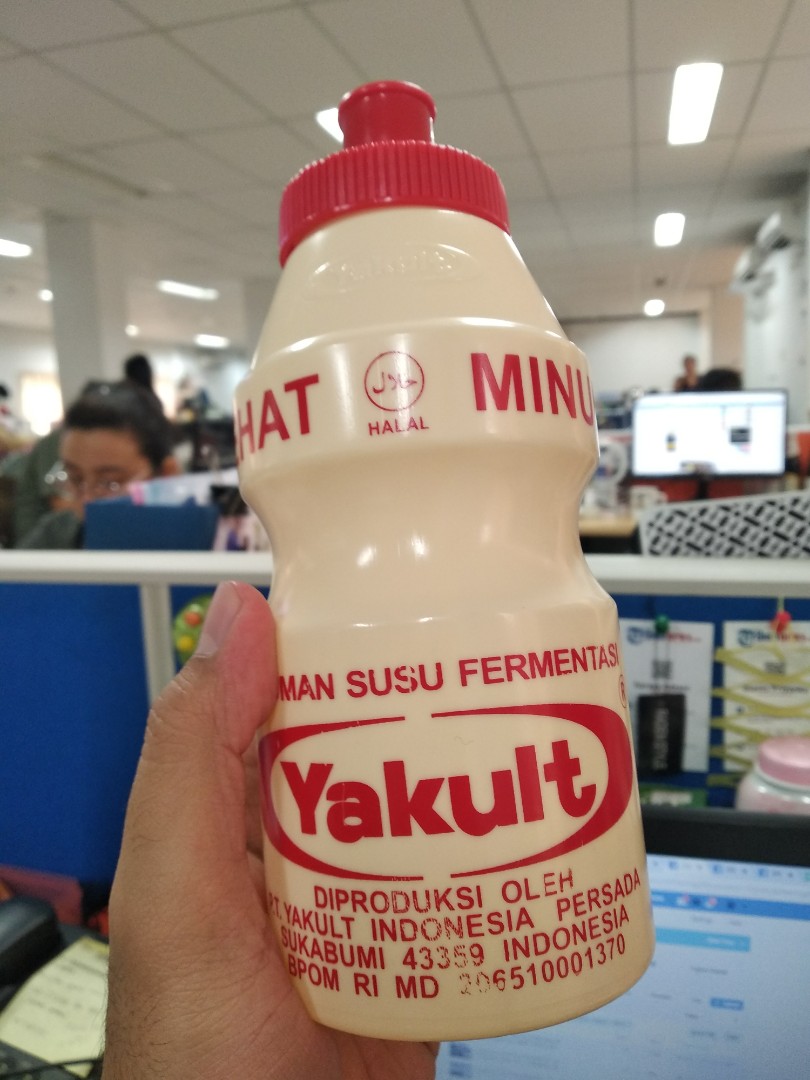 Yakult
HAT
حلال
HALAL
MINU
MAN SUSU FERMENTASI
®
Yakult
DIPRODUKSI OLEH
PT. YAKULT INDONESIA PERSADA
SUKABUMI 43359 INDONESIA
BPOM RI MD 206510001370